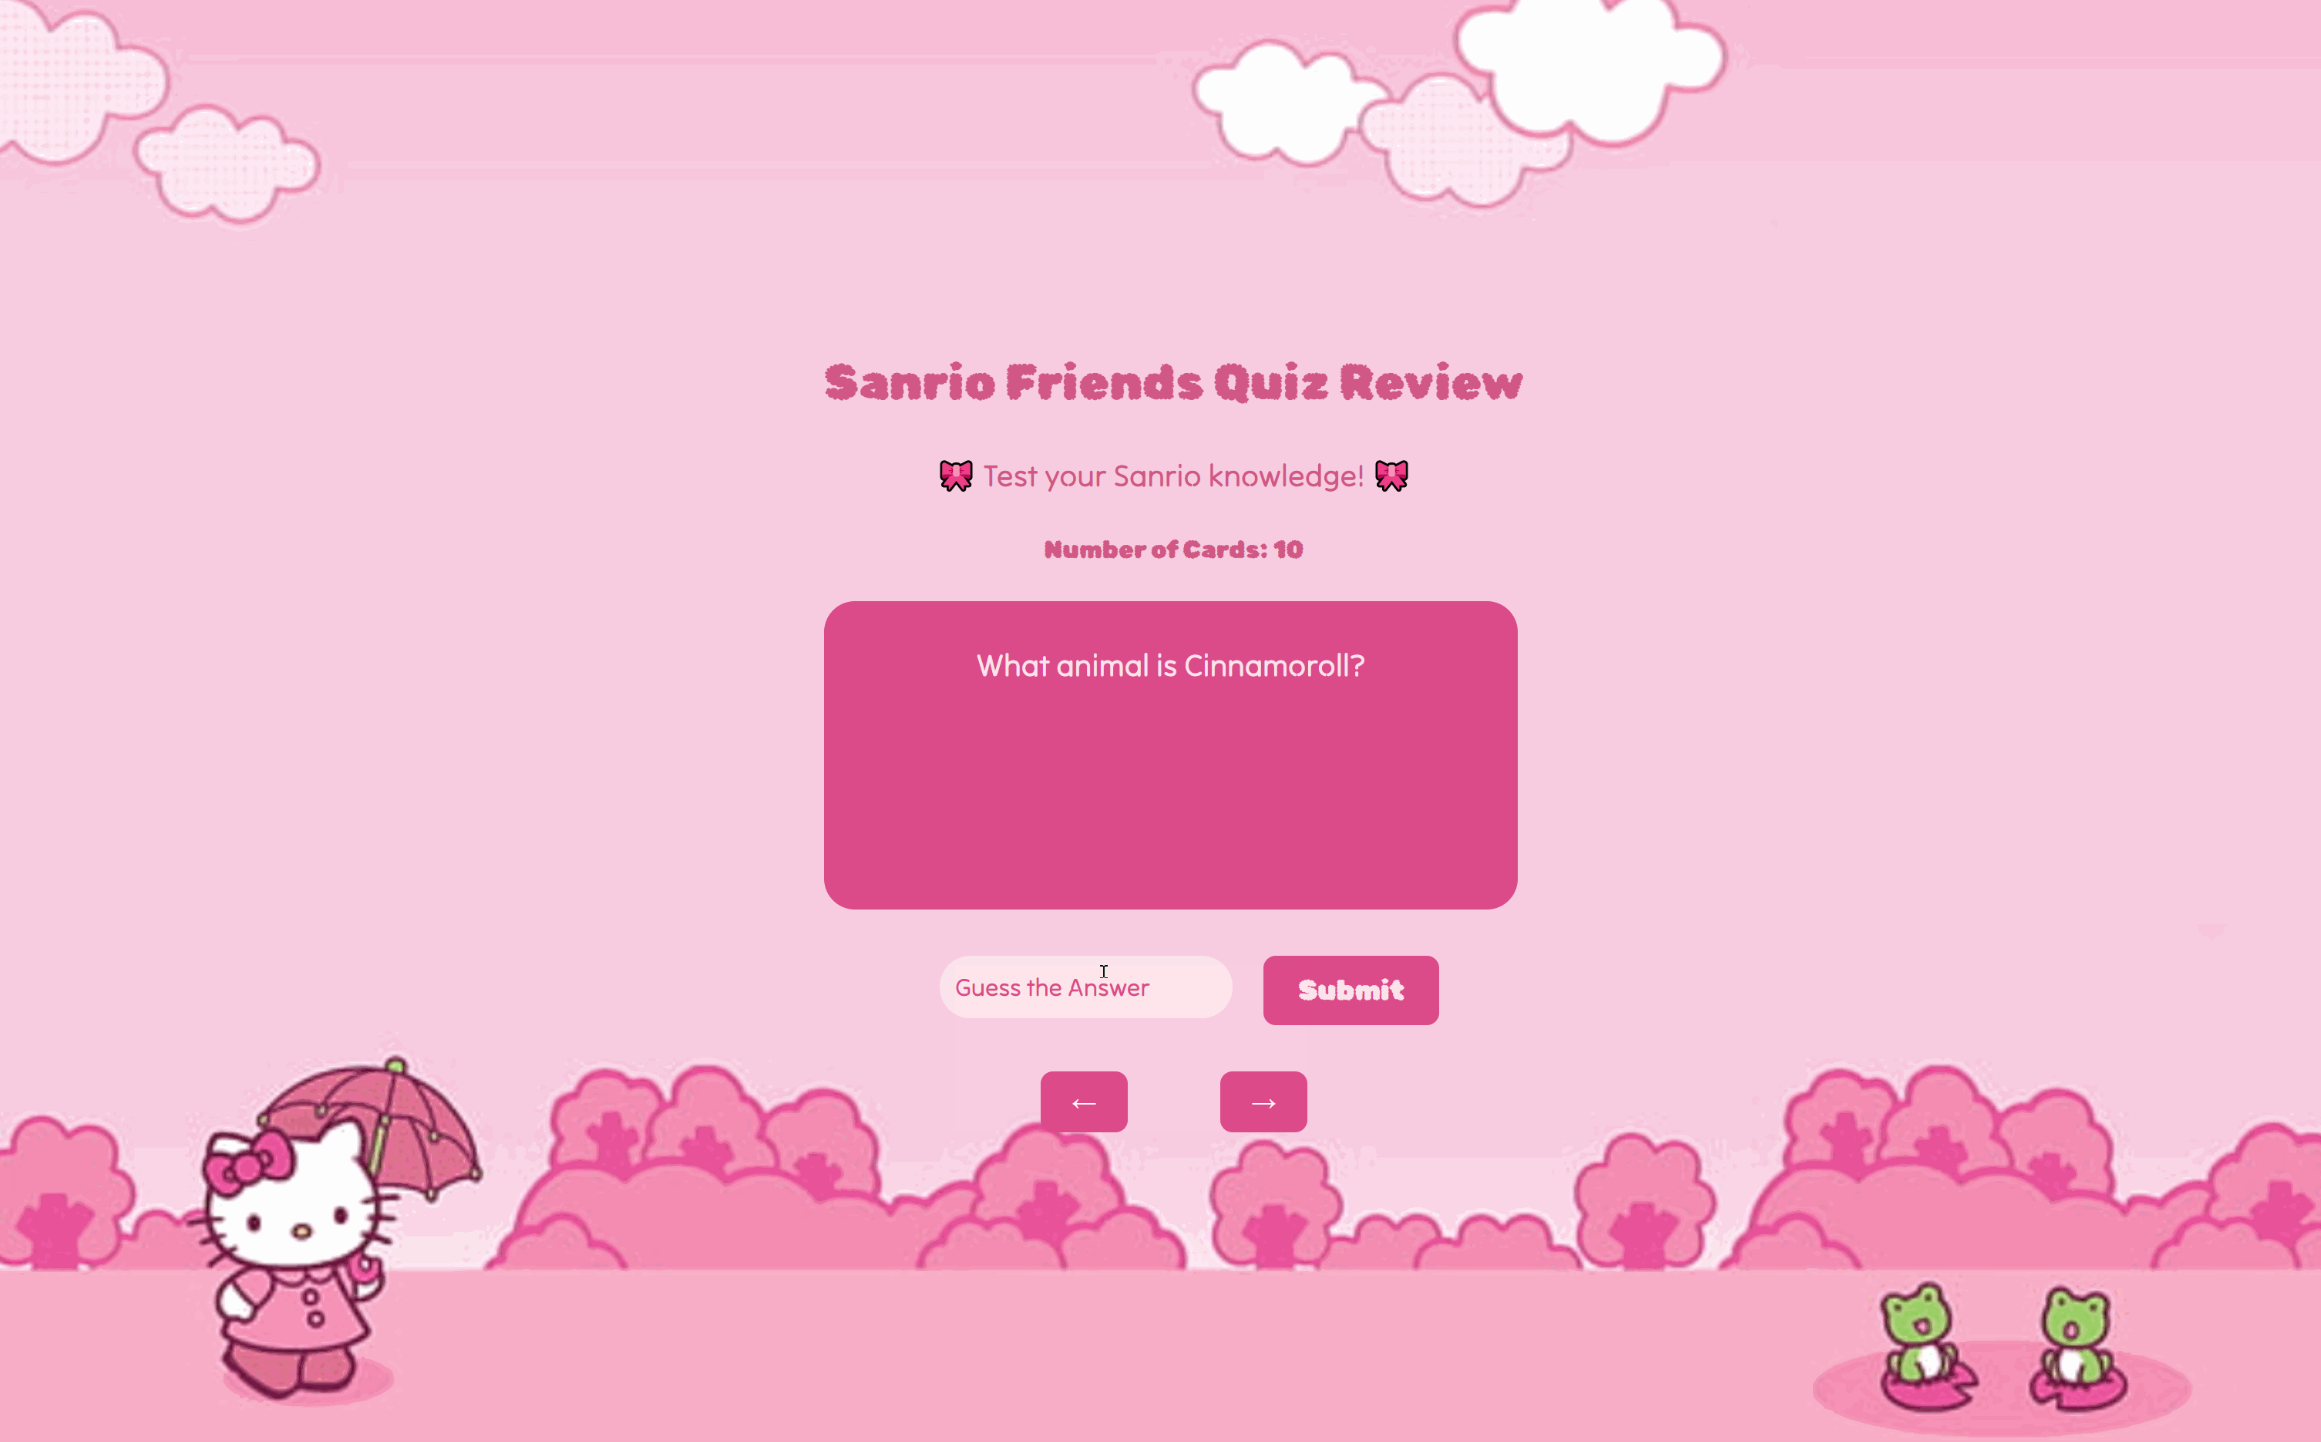 Sanrio Friends Quiz Review
🎀 Test your Sanrio knowledge! 🎀
Number of Cards: 10
What animal is Cinnamoroll?
Guess the Answer
Submit
← →